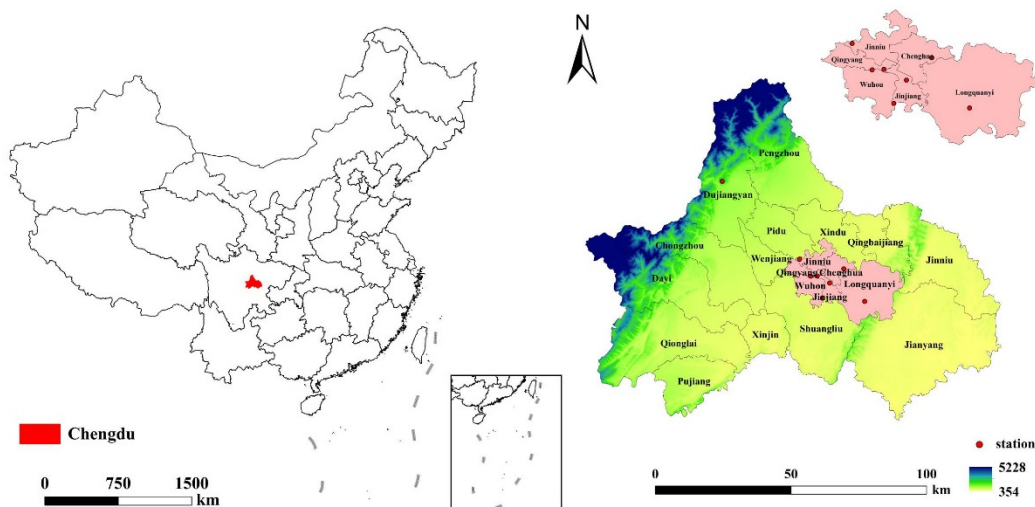 Chengdu
0 750 1500
km
N
Jinniu
Chenghua
Qingyang
Wuhou
Jinjiang
Longquanyi
Pengzhou
Dujiangyan
Pidu
Xindu
Qingbaijiang
Chongzhou
Wenjiang
Jinniu
Jinniu
Dayi
Qingyang
Chenghua
Wuhou
Longquanyi
Jinjiang
Xinjin
Shuangliu
Qionglai
Jianyang
Pujiang
station
0 50 100
km
5228
354